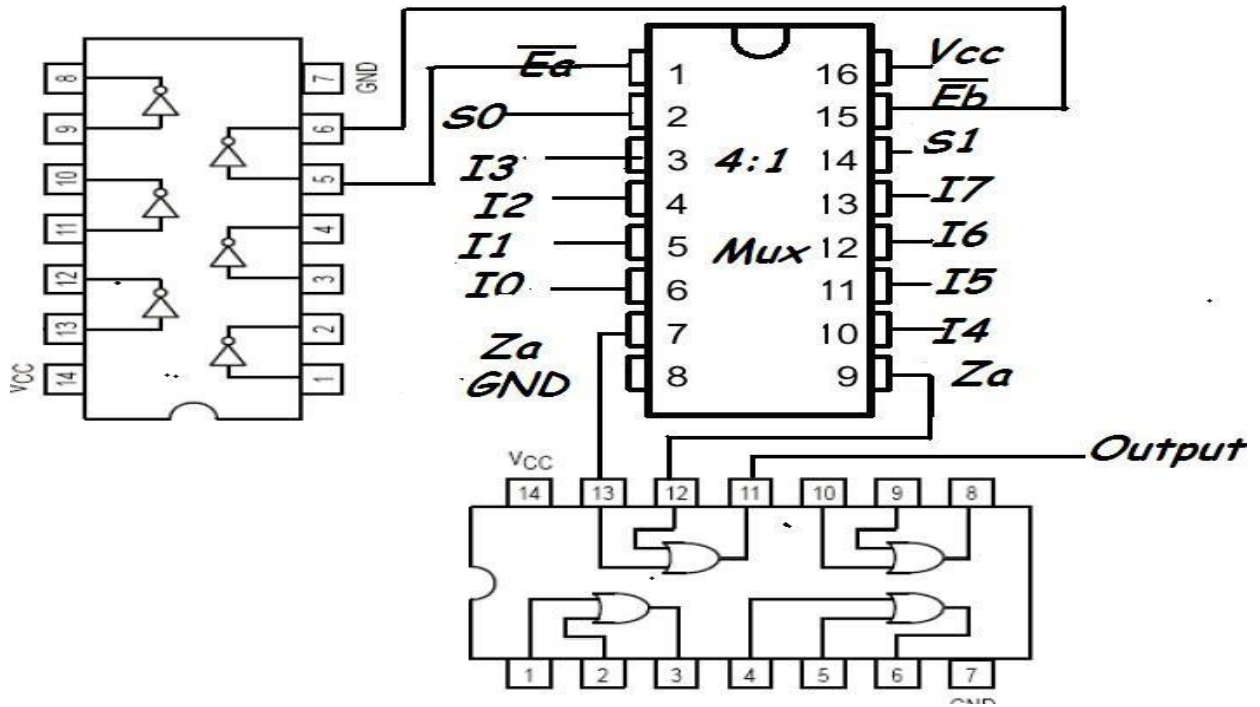 8
9
10
11
12
13
14
VCC
7 GND
6
5
4
3
2
1
Ea 1 16 Vcc
S0 2 15 Eb
I3 3 4:1 14 S1
I2 4 13 I7
I1 5 Mux 12 I6
I0 6 11 I5
Za 7 10 I4
GND 8 9 Za
Output
VCC
14 13 12 11 10 9 8
1 2 3 4 5 6 7
GND